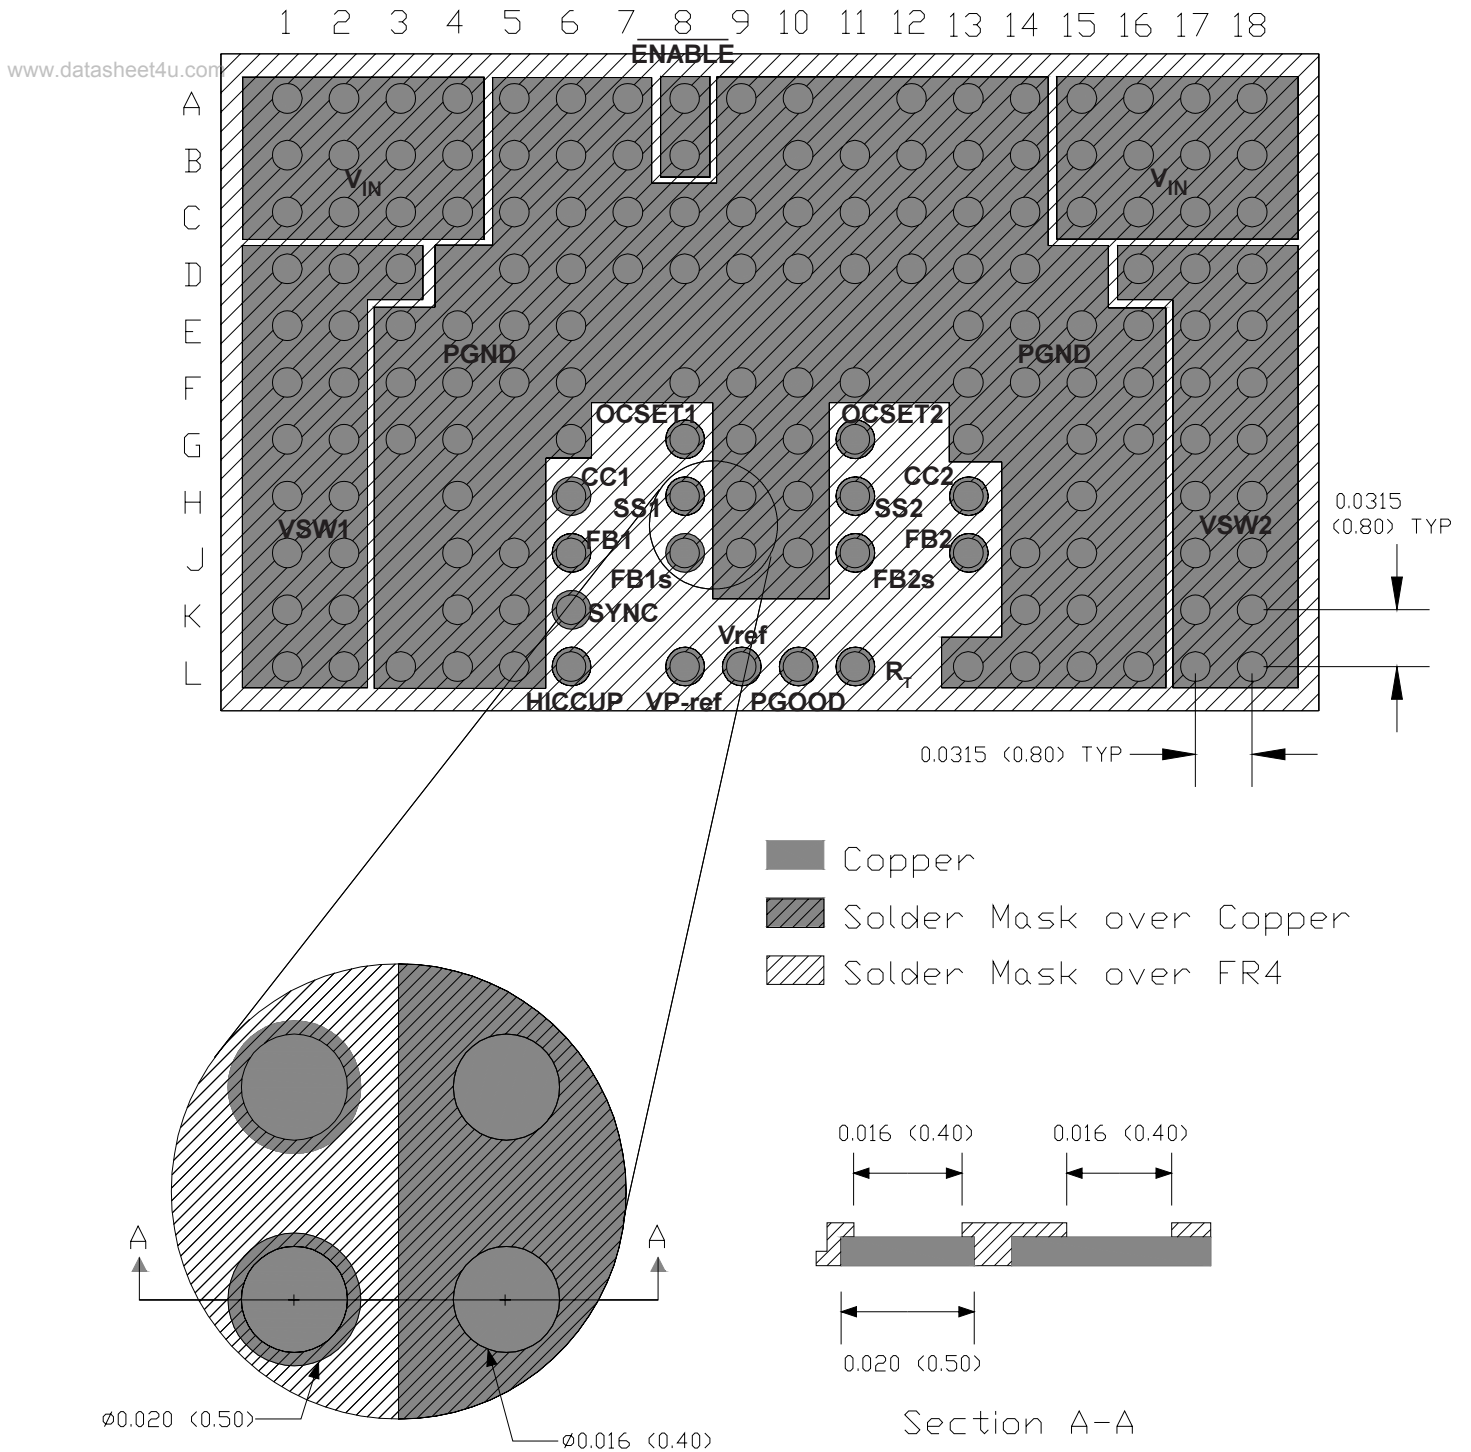 1 2 3 4 5 6 7 8 9 10 11 12 13 14 15 16 17 18
ENABLE
www.datasheet4u.com
A
B
VIN VIN
C
D
E
PGND PGND
F
OCSET1 OCSET2
G
CC1 CC2
H
SS1 SS2
0.0315
(0.80) TYP
VSW1 VSW2
FB1 FB2
J
FB1s FB2s
K
SYNC
Vref
L
RT
HICCUP VP-ref PGOOD
0.0315 (0.80) TYP
Copper
Solder Mask over Copper
Solder Mask over FR4
0.016 (0.40) 0.016 (0.40)
A A
0.020 (0.50)
Ø0.020 (0.50)
Ø0.016 (0.40)
Section A-A